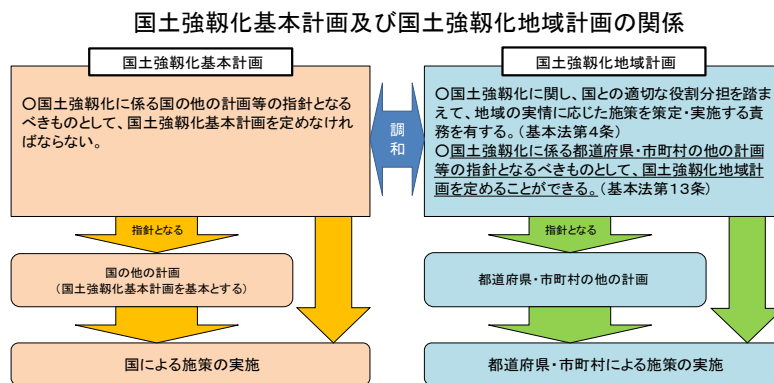 国土強靱化基本計画及び国土強靱化地域計画の関係
国土強靱化基本計画
〇国土強靱化に係る国の他の計画等の指針となる
べきものとして、国土強靱化基本計画を定めなけれ
ばならない。
調
和
国土強靱化地域計画
〇国土強靱化に関し、国との適切な役割分担を踏ま
えて、地域の実情に応じた施策を策定・実施する責
務を有する。（基本法第4条）
〇国土強靱化に係る都道府県・市町村の他の計画
等の指針となるべきものとして、国土強靱化地域計
画を定めることができる。（基本法第13条）
指針となる
指針となる
国の他の計画
（国土強靱化基本計画を基本とする）
都道府県・市町村の他の計画
国による施策の実施
都道府県・市町村による施策の実施